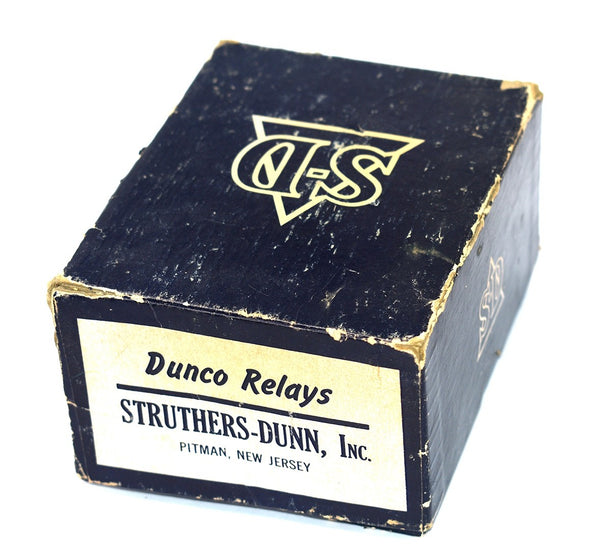 S-D
Dunco Relays
STRUTHERS-DUNN, INC.
PITMAN, NEW JERSEY